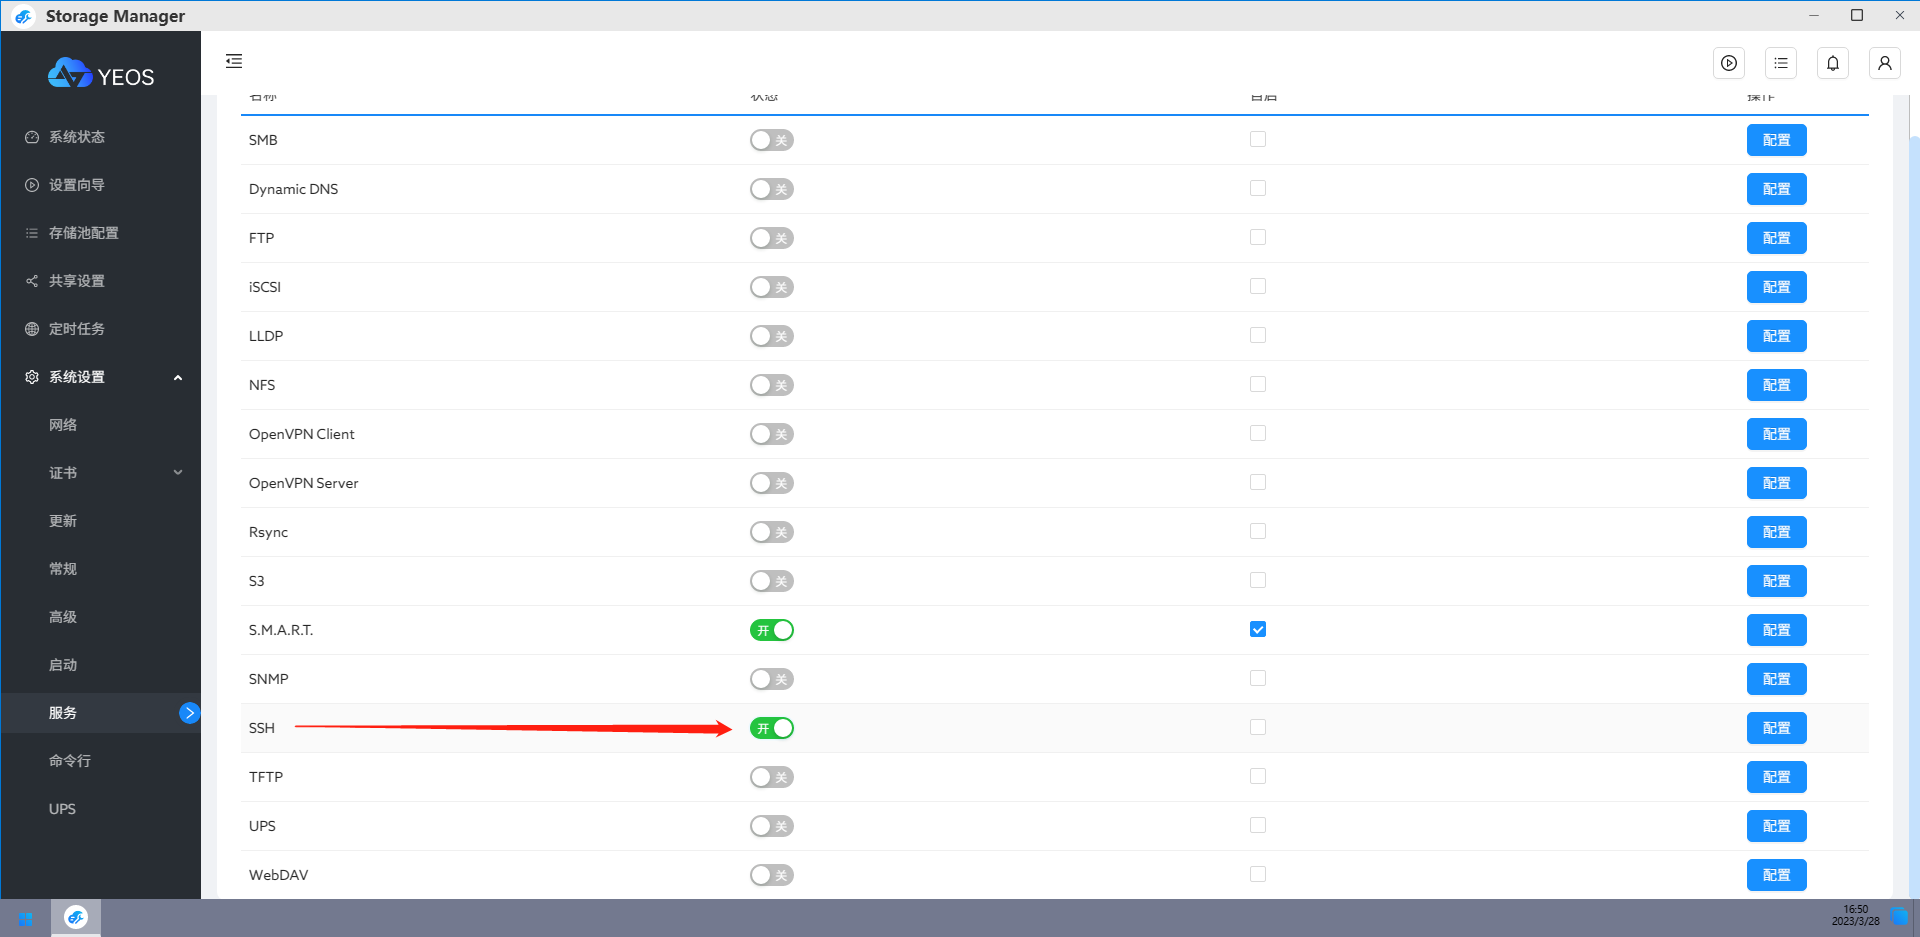 Storage Manager
YEOS
系统状态
设置向导
存储池配置
共享设置
定时任务
系统设置
网络
证书
更新
常规
高级
启动
服务
命令行
UPS
名称 状态 自启 操作
SMB 关 配置
Dynamic DNS 关 配置
FTP 关 配置
iSCSI 关 配置
LLDP 关 配置
NFS 关 配置
OpenVPN Client 关 配置
OpenVPN Server 关 配置
Rsync 关 配置
S3 关 配置
S.M.A.R.T. 开 配置
SNMP 关 配置
SSH 开 配置
TFTP 关 配置
UPS 关 配置
WebDAV 关 配置
16:50
2023/3/28